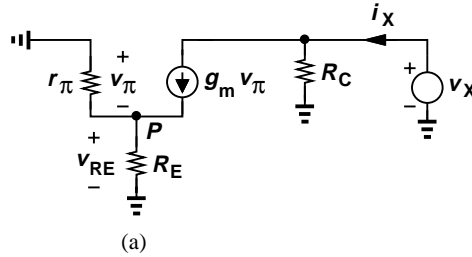 i_X
+
r_π v_π g_m v_π R_C + v_X
−
−
P
+
v_RE R_E
−
(a)